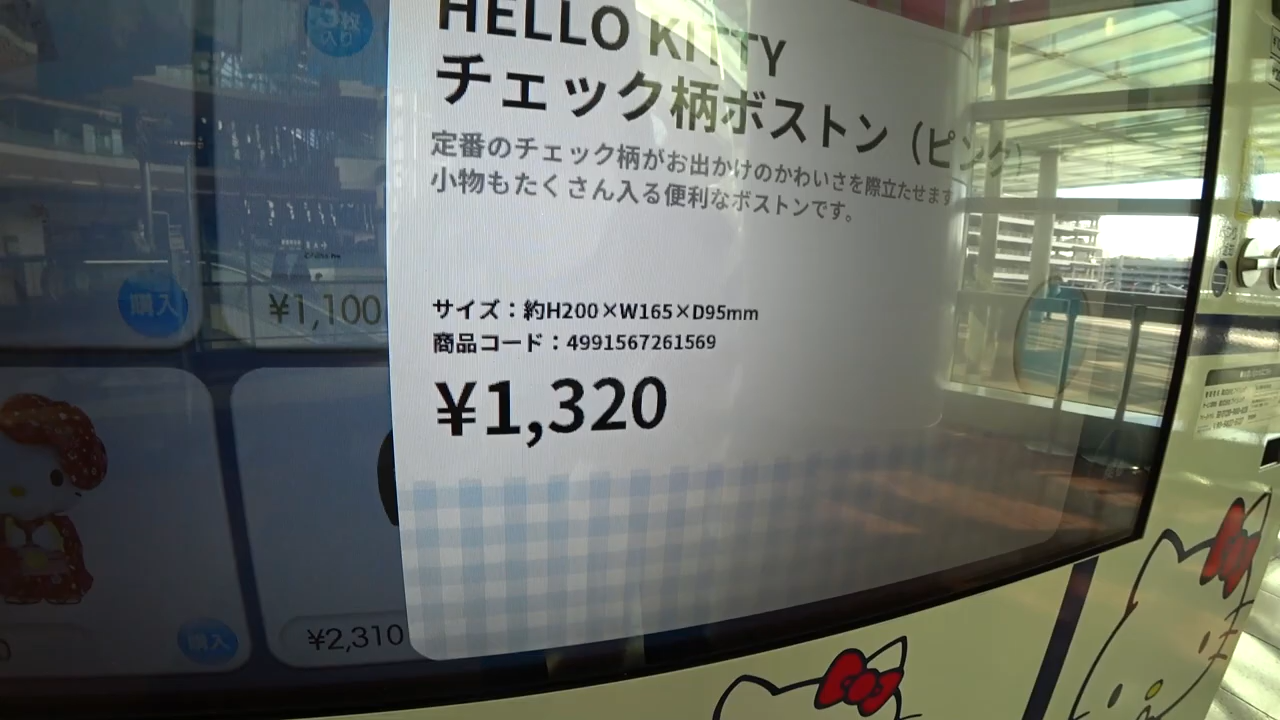 3枚
入り
HELLO KITTY
チェック柄ボストン（ピンク）
定番のチェック柄がお出かけのかわいさを際立たせます
小物もたくさん入る便利なボストンです。
サイズ：約H200×W165×D95mm
商品コード：4991567261569
¥1,320
購入
¥1,100
購入
¥2,310